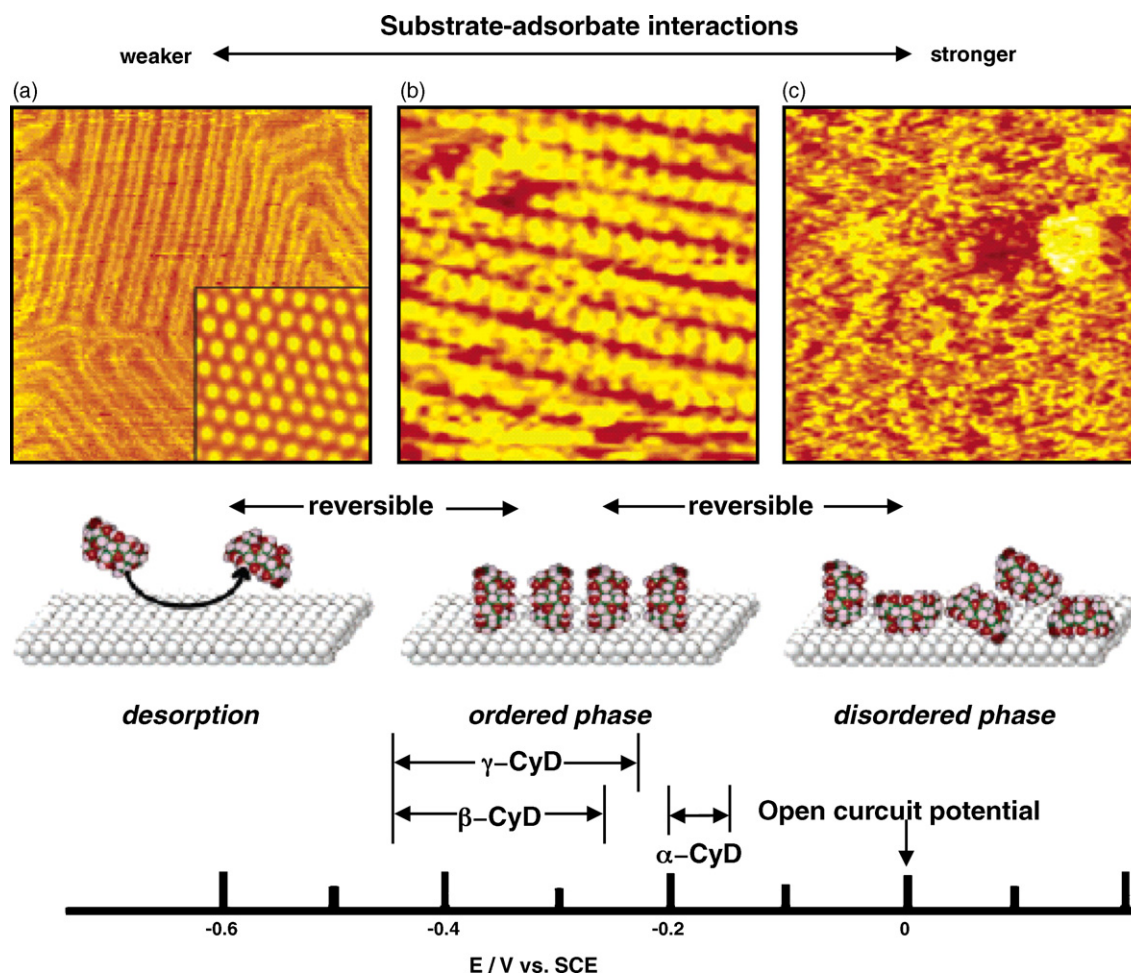 Substrate-adsorbate interactions
weaker stronger
(a) (b) (c)
reversible reversible
desorption ordered phase disordered phase
γ-CyD
β-CyD
Open curcuit potential
α-CyD
-0.6 -0.4 -0.2 0
E / V vs. SCE